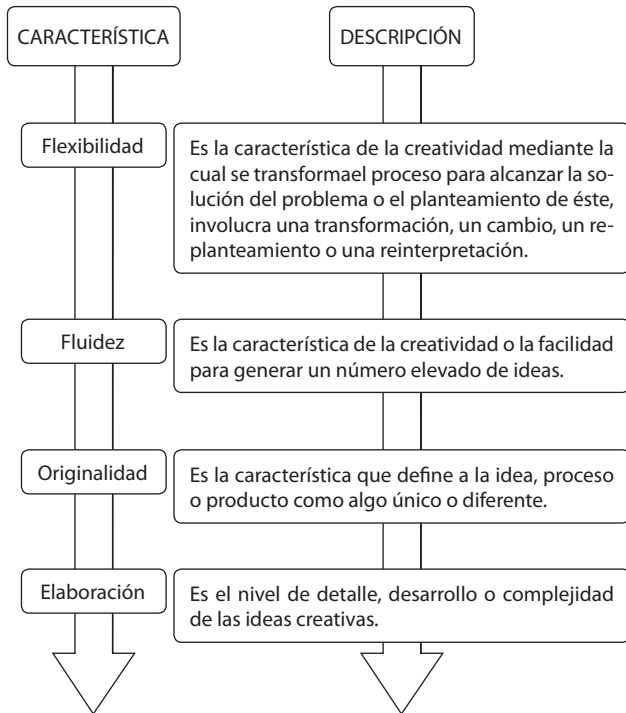 CARACTERÍSTICA
DESCRIPCIÓN
Flexibilidad
Es la característica de la creatividad mediante la
cual se transformael proceso para alcanzar la so-
lución del problema o el planteamiento de éste,
involucra una transformación, un cambio, un re-
planteamiento o una reinterpretación.
Fluidez
Es la característica de la creatividad o la facilidad
para generar un número elevado de ideas.
Originalidad
Es la característica que define a la idea, proceso
o producto como algo único o diferente.
Elaboración
Es el nivel de detalle, desarrollo o complejidad
de las ideas creativas.